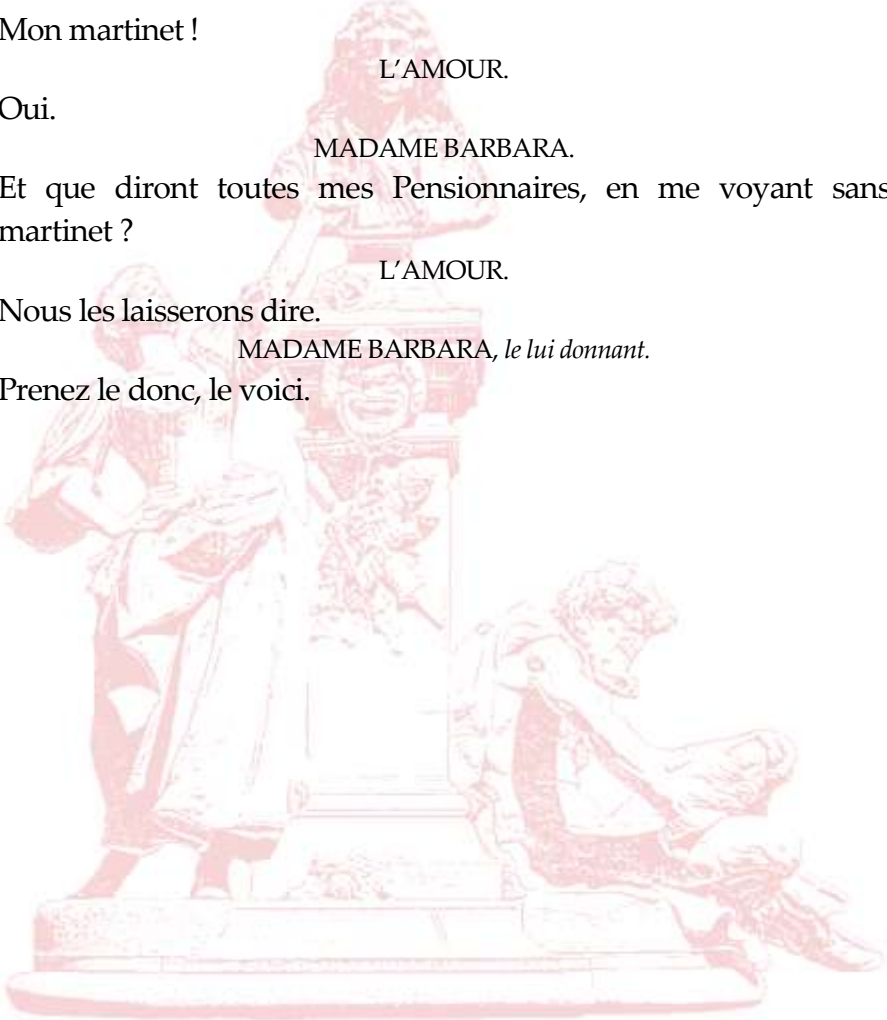 Mon martinet !
L’AMOUR.
Oui.
MADAME BARBARA.
Et que diront toutes mes Pensionnaires, en me voyant sans
martinet ?
L’AMOUR.
Nous les laisserons dire.
MADAME BARBARA, le lui donnant.
Prenez le donc, le voici.